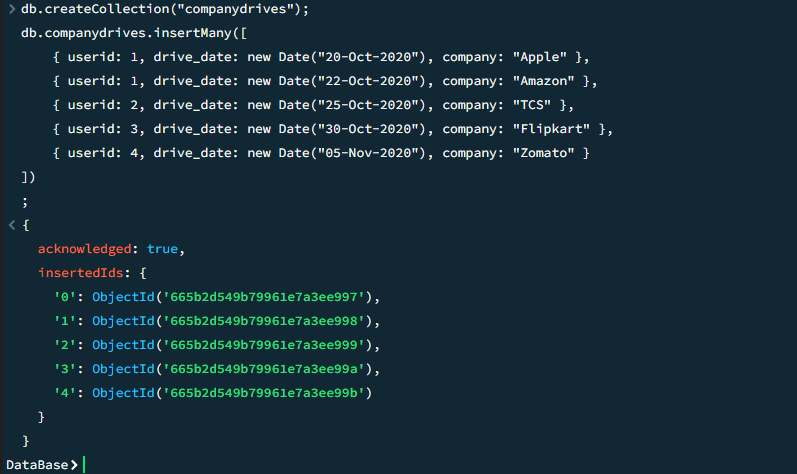 > db.createCollection("companydrives");
db.companydrives.insertMany([
{ userid: 1, drive_date: new Date("20-Oct-2020"), company: "Apple" },
{ userid: 1, drive_date: new Date("22-Oct-2020"), company: "Amazon" },
{ userid: 2, drive_date: new Date("25-Oct-2020"), company: "TCS" },
{ userid: 3, drive_date: new Date("30-Oct-2020"), company: "Flipkart" },
{ userid: 4, drive_date: new Date("05-Nov-2020"), company: "Zomato" }
])
;
< {
acknowledged: true,
insertedIds: {
'0': ObjectId('665b2d549b79961e7a3ee997'),
'1': ObjectId('665b2d549b79961e7a3ee998'),
'2': ObjectId('665b2d549b79961e7a3ee999'),
'3': ObjectId('665b2d549b79961e7a3ee99a'),
'4': ObjectId('665b2d549b79961e7a3ee99b')
}
}
DataBase>